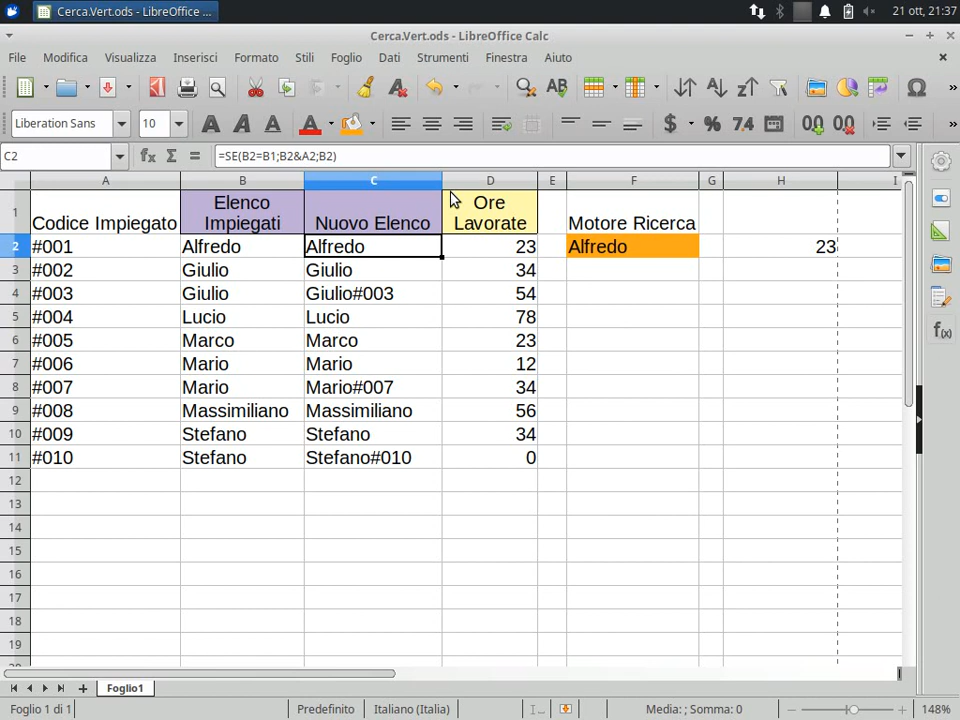 Cerca.Vert.ods - LibreOffice ...
21 ott, 21:37
Cerca.Vert.ods - LibreOffice Calc
File Modifica Visualizza Inserisci Formato Stili Foglio Dati Strumenti Finestra Aiuto
Liberation Sans 10
C2 =SE(B2=B1;B2&A2;B2)
A B C D E F G H I
1 Codice Impiegato Elenco Impiegati Nuovo Elenco Ore Lavorate Motore Ricerca
2 #001 Alfredo Alfredo 23 Alfredo 23
3 #002 Giulio Giulio 34
4 #003 Giulio Giulio#003 54
5 #004 Lucio Lucio 78
6 #005 Marco Marco 23
7 #006 Mario Mario 12
8 #007 Mario Mario#007 34
9 #008 Massimiliano Massimiliano 56
10 #009 Stefano Stefano 34
11 #010 Stefano Stefano#010 0
12
13
14
15
16
17
18
19
Foglio1
Foglio 1 di 1 Predefinito Italiano (Italia) Media: ; Somma: 0 148%